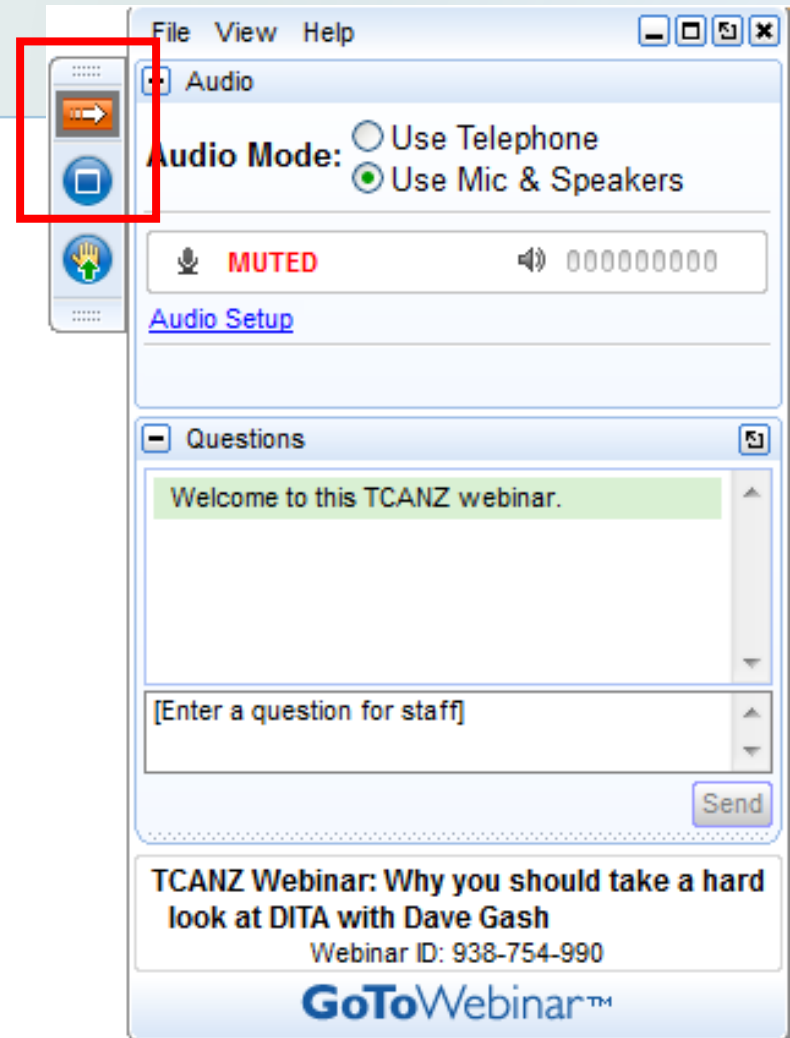 File View Help
Audio
Audio Mode:
Use Telephone
Use Mic & Speakers
MUTED
000000000
Audio Setup
Questions
Welcome to this TCANZ webinar.
[Enter a question for staff]
Send
TCANZ Webinar: Why you should take a hard
look at DITA with Dave Gash
Webinar ID: 938-754-990
GoToWebinar™